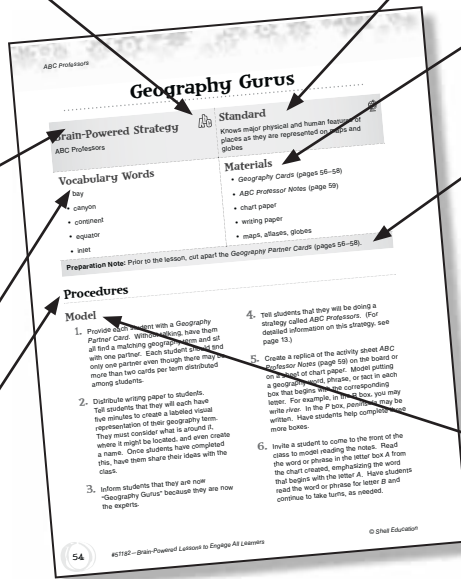 ABC Professors
Geography Gurus
Brain-Powered Strategy
ABC Professors
Standard
Knows major physical and human features of
places as they are represented on maps and
globes
Vocabulary Words
bay
• canyon
• continent
• equator
• inlet
Materials
• Geography Cards (pages 56–58)
• ABC Professor Notes (page 59)
• chart paper
• writing paper
• maps, atlases, globes
Preparation Note: Prior to the lesson, cut apart the Geography Partner Cards (pages 56–58).
Procedures
Model
1. Provide each student with a Geography
Partner Card. Without talking, have them
all find a matching geography term and sit
with one partner. Each student should find
only one partner even though there may be
more than two cards per term distributed
among students.
2. Distribute writing paper to students.
Tell students that they will each have
five minutes to create a labeled visual
representation of their geography term.
They must consider what is around it,
where it might be located, and even create
a name. Once students have completed
this, have them share their ideas with the
class.
3. Inform students that they are now
"Geography Gurus" because they are now
the experts.
4. Tell students that they will be doing a
strategy called ABC Professors. (For
detailed information on this strategy, see
page 13.)
5. Create a replica of the activity sheet ABC
Professor Notes (page 59) on the board or
on a sheet of chart paper. Model putting
a geography word, phrase, or fact in each
box that begins with the corresponding
letter. For example, in the R box, you may
write river. In the P box, peninsula may be
written. Have students help complete three
more boxes.
6. Invite a student to come to the front of the
class to model reading the notes. Read
the word or phrase in the letter box A from
the chart created, emphasizing the word
that begins with the letter A. Have students
read the word or phrase for letter B and
continue to take turns, as needed.
54
#51182—Brain-Powered Lessons to Engage All Learners
© Shell Education